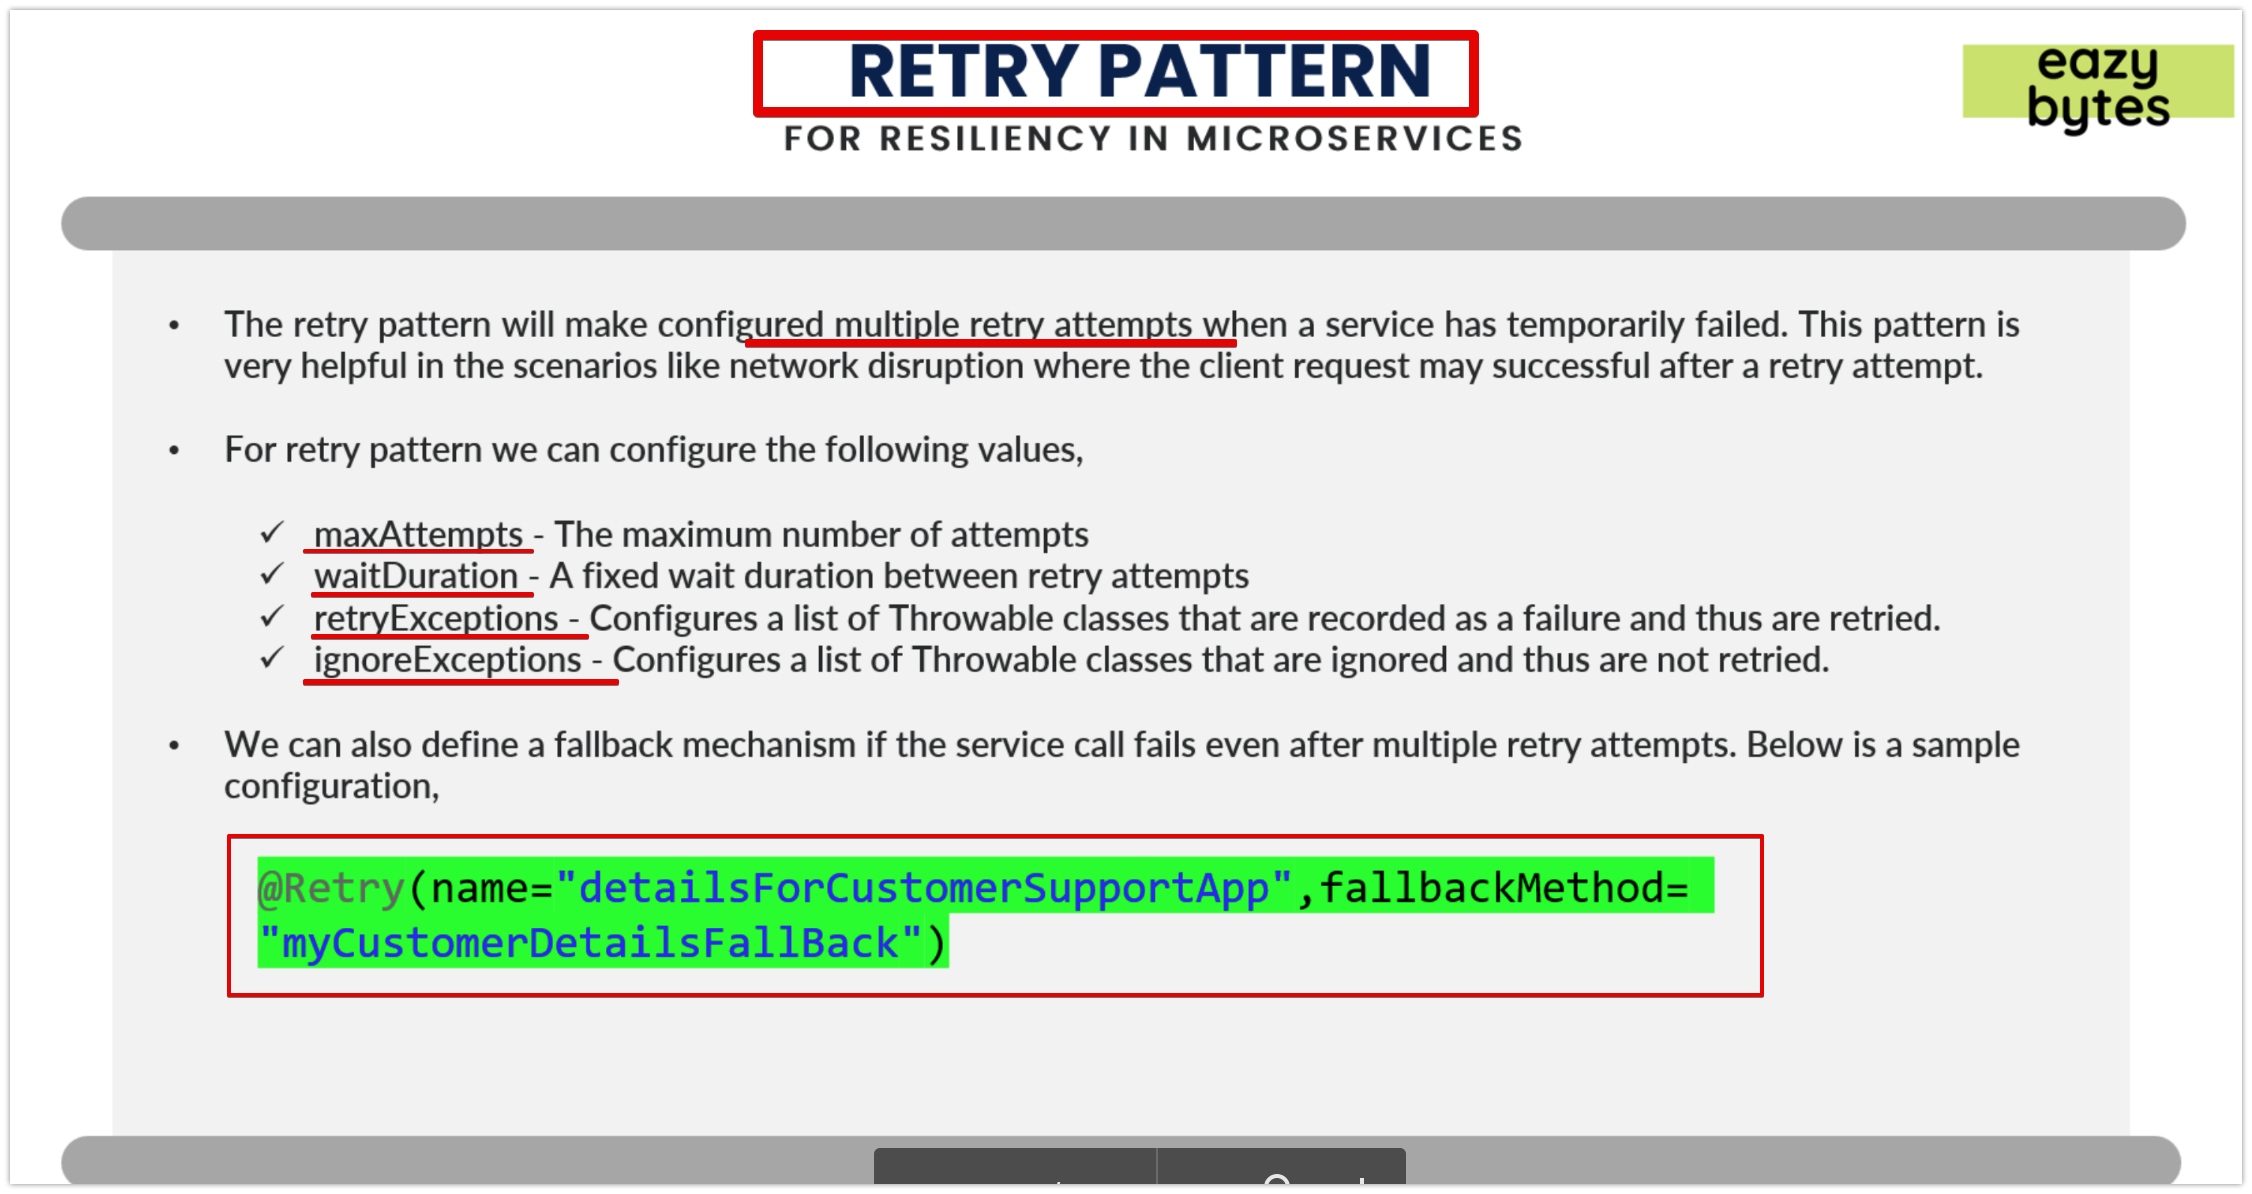 RETRY PATTERN
eazy
bytes
FOR RESILIENCY IN MICROSERVICES
• The retry pattern will make configured multiple retry attempts when a service has temporarily failed. This pattern is
very helpful in the scenarios like network disruption where the client request may successful after a retry attempt.
• For retry pattern we can configure the following values,
✓ maxAttempts - The maximum number of attempts
✓ waitDuration - A fixed wait duration between retry attempts
✓ retryExceptions - Configures a list of Throwable classes that are recorded as a failure and thus are retried.
✓ ignoreExceptions - Configures a list of Throwable classes that are ignored and thus are not retried.
• We can also define a fallback mechanism if the service call fails even after multiple retry attempts. Below is a sample
configuration,
@Retry(name="detailsForCustomerSupportApp",fallbackMethod=
"myCustomerDetailsFallBack")